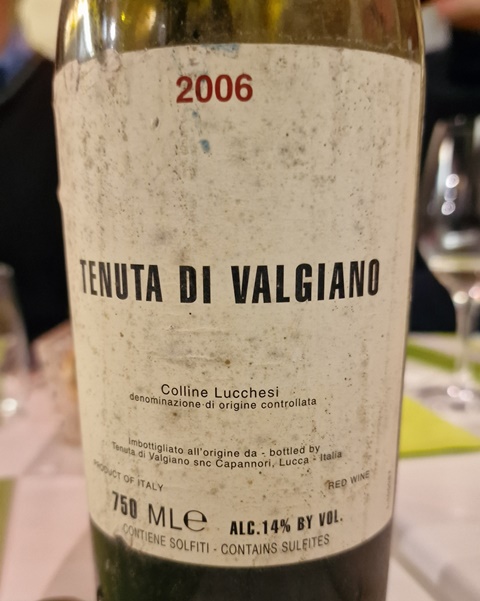 2006
TENUTA DI VALGIANO
Colline Lucchesi
denominazione di origine controllata
imbottigliato all'origine da - bottled by
Tenuta di Valgiano snc Capannori, Lucca - Italia
PRODUCT OF ITALY
RED WINE
750 ML e
ALC.14% BY VOL.
CONTIENE SOLFITI - CONTAINS SULFITES